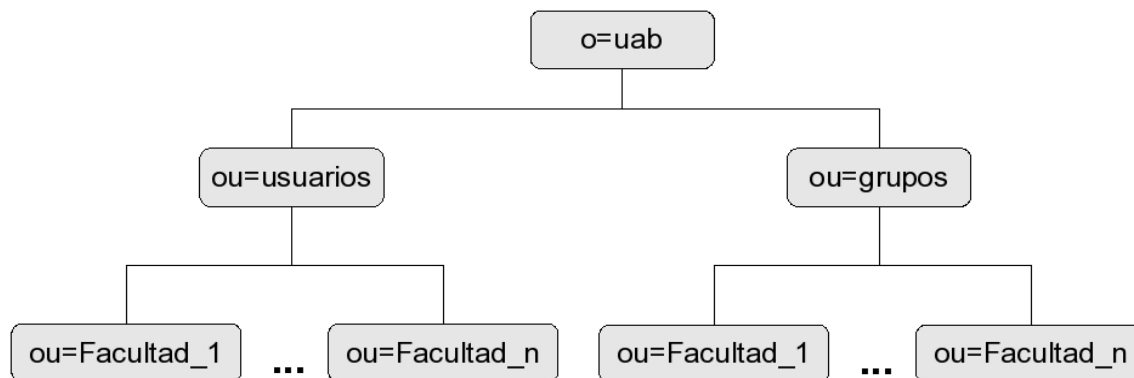 o=uab
ou=usuarios
ou=grupos
ou=Facultad_1 ... ou=Facultad_n ou=Facultad_1 ... ou=Facultad_n